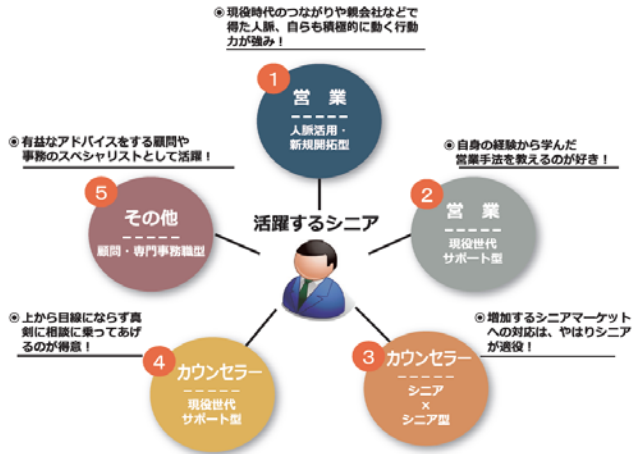 ◉ 現役時代のつながりや親会社などで
得た人脈、自らも積極的に動く行動
力が強み！
1
営　業
人脈活用・
新規開拓型
◉ 自身の経験から学んだ
営業手法を教えるのが好き！
2
営　業
現役世代
サポート型
◉ 増加するシニアマーケット
への対応は、やはりシニア
が適役！
3
カウンセラー
シニア
×
シニア型
◉ 上から目線にならず真
剣に相談に乗ってあげ
るのが得意！
4
カウンセラー
現役世代
サポート型
◉ 有益なアドバイスをする顧問や
事務のスペシャリストとして活躍！
5
その他
顧問・専門事務職型
活躍するシニア